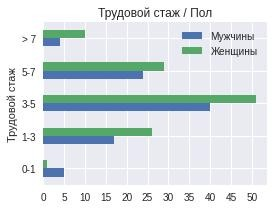 Трудовой стаж / Пол
Мужчины
Женщины
Трудовой стаж
> 7
5-7
3-5
1-3
0-1
0 5 10 15 20 25 30 35 40 45 50